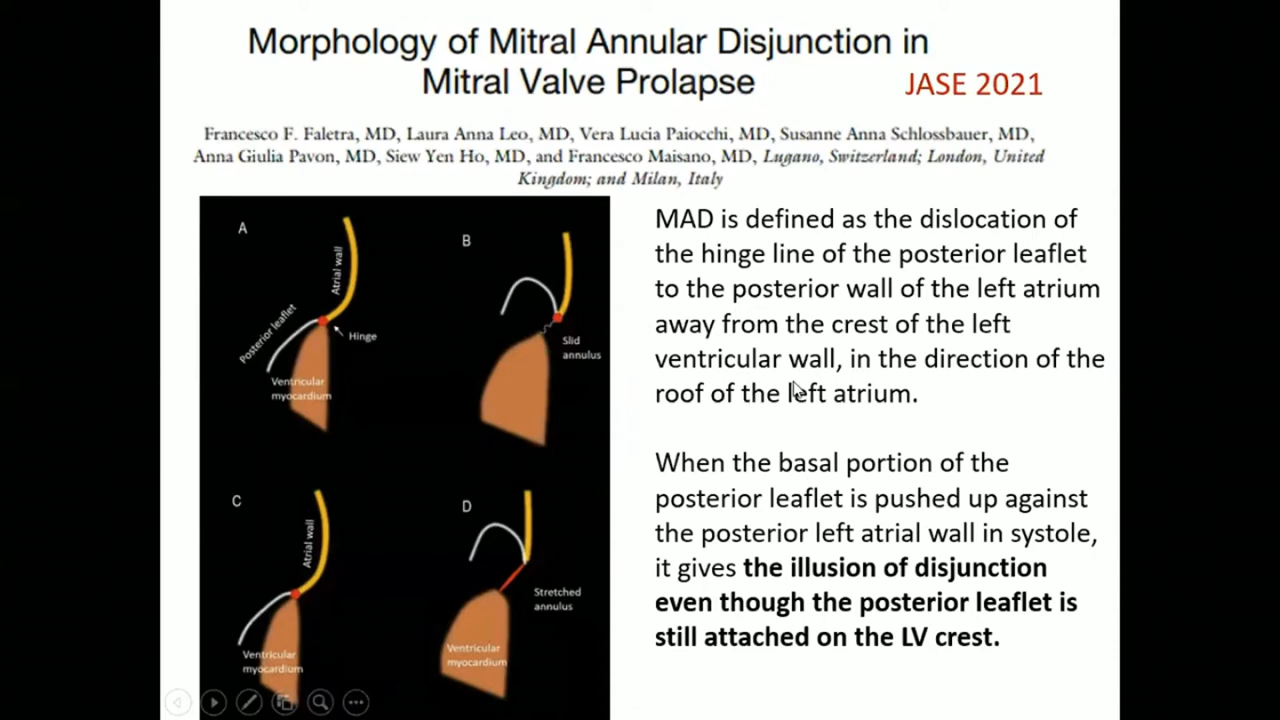 Morphology of Mitral Annular Disjunction in
Mitral Valve Prolapse
JASE 2021
Francesco F. Faletra, MD, Laura Anna Leo, MD, Vera Lucia Paiocchi, MD, Susanne Anna Schlossbauer, MD,
Anna Giulia Pavon, MD, Siew Yen Ho, MD, and Francesco Maisano, MD, Lugano, Switzerland; London, United
Kingdom; and Milan, Italy
A
Atrial wall
Posterior leaflet
Hinge
Ventricular
myocardium
B
Slid
annulus
C
Atrial wall
Ventricular
myocardium
D
Stretched
annulus
Ventricular
myocardium
MAD is defined as the dislocation of
the hinge line of the posterior leaflet
to the posterior wall of the left atrium
away from the crest of the left
ventricular wall, in the direction of the
roof of the left atrium.
When the basal portion of the
posterior leaflet is pushed up against
the posterior left atrial wall in systole,
it gives the illusion of disjunction
even though the posterior leaflet is
still attached on the LV crest.